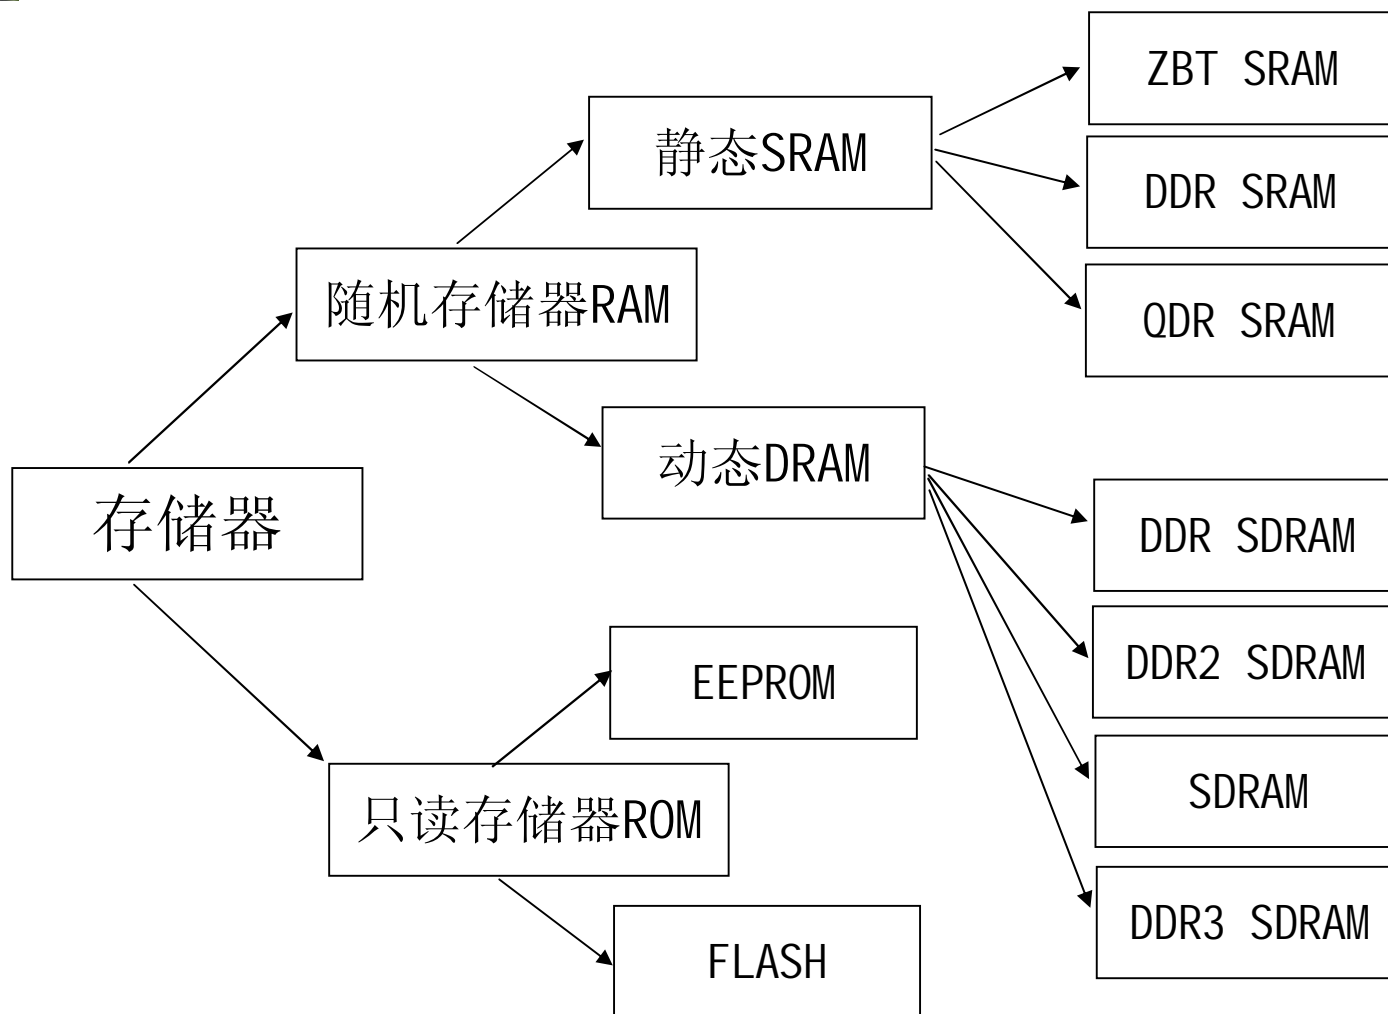 ZBT SRAM
静态SRAM
DDR SRAM
随机存储器RAM
QDR SRAM
动态DRAM
存储器
DDR SDRAM
DDR2 SDRAM
EEPROM
SDRAM
只读存储器ROM
DDR3 SDRAM
FLASH